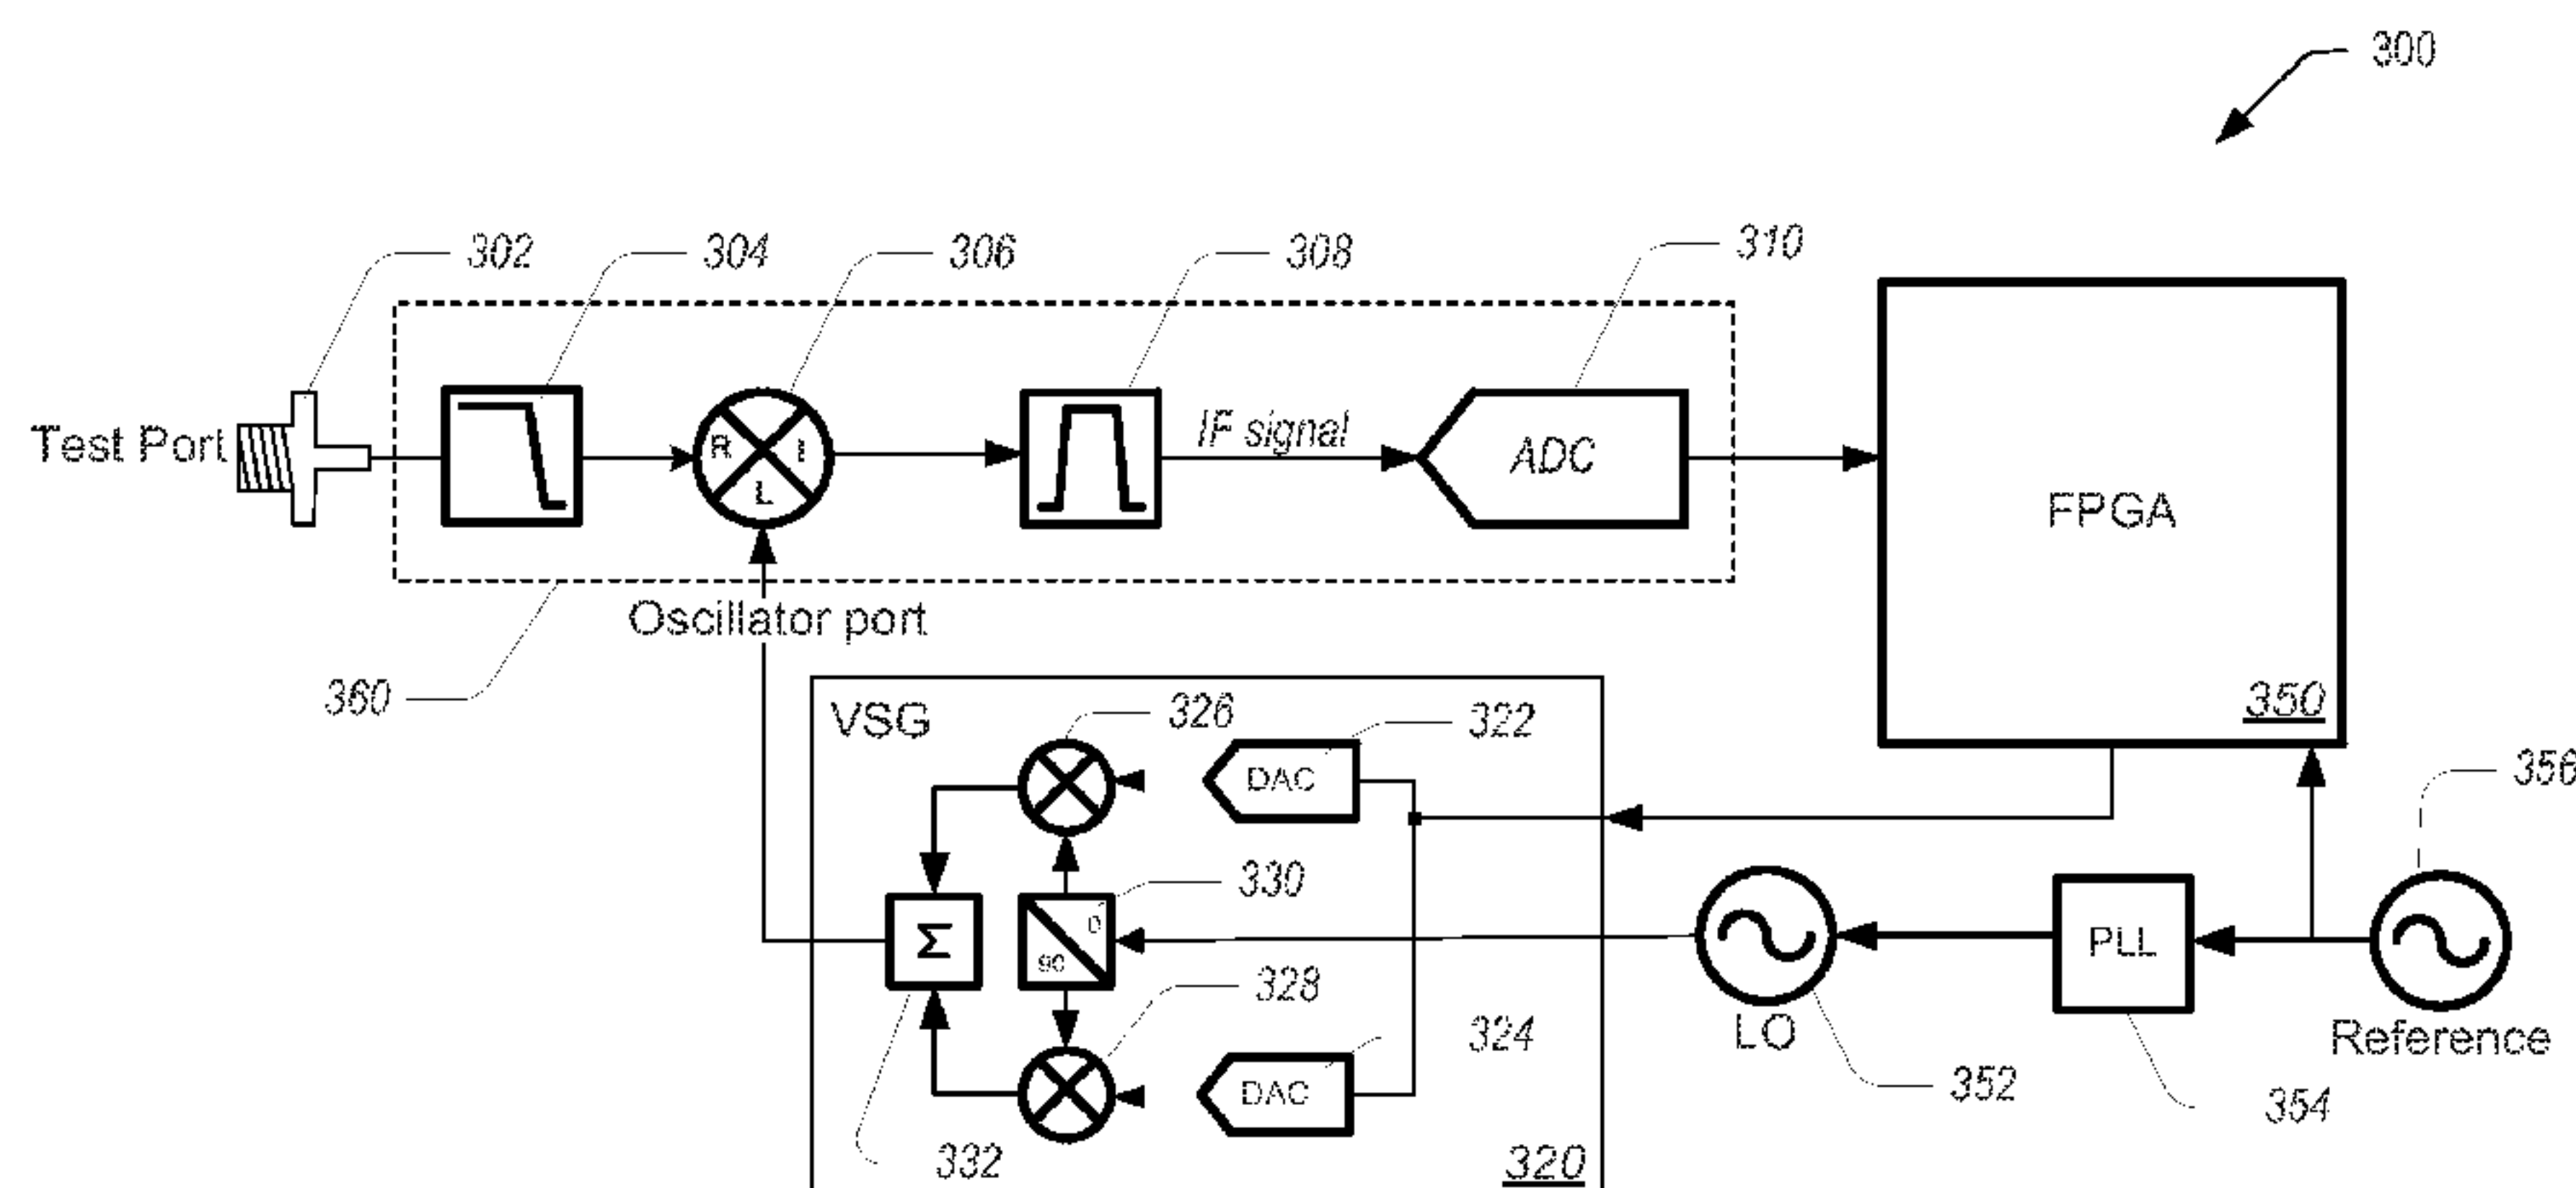 300
302
304
306
308
310
Test Port
R
I
L
IF signal
ADC
FPGA
350
Oscillator port
360
VSG
326
322
DAC
356
330
0
90
Σ
PLL
328
LO
Reference
324
DAC
352
354
332
320